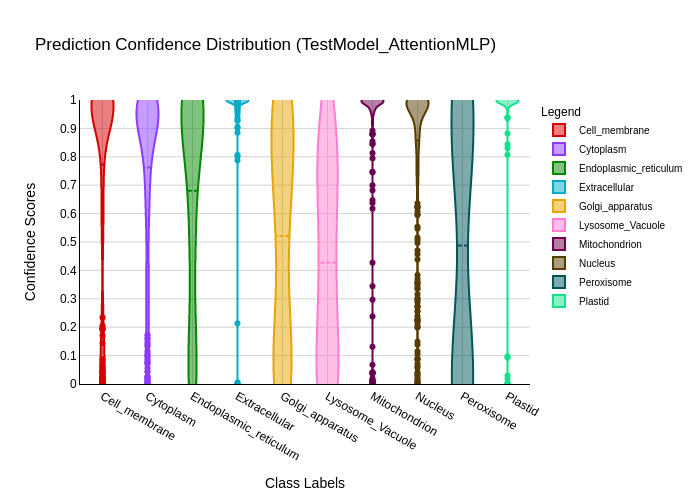 Prediction Confidence Distribution (TestModel_AttentionMLP)
Confidence Scores
1
0.9
0.8
0.7
0.6
0.5
0.4
0.3
0.2
0.1
0
Cell_membrane
Cytoplasm
Endoplasmic_reticulum
Extracellular
Golgi_apparatus
Lysosome_Vacuole
Mitochondrion
Nucleus
Peroxisome
Plastid
Class Labels
Legend
Cell_membrane
Cytoplasm
Endoplasmic_reticulum
Extracellular
Golgi_apparatus
Lysosome_Vacuole
Mitochondrion
Nucleus
Peroxisome
Plastid